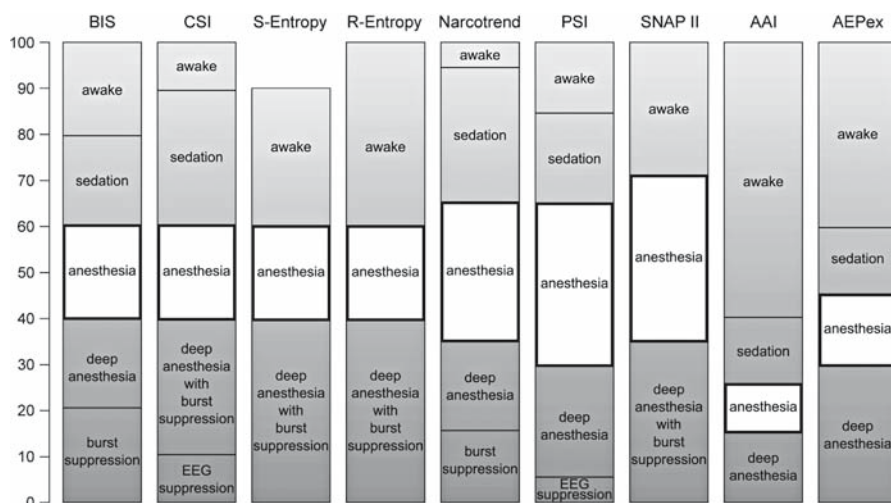 BIS CSI S-Entropy R-Entropy Narcotrend PSI SNAP II AAI AEPex
100
90
80
70
60
50
40
30
20
10
0
awake
sedation
anesthesia
deep
anesthesia
burst
suppression
awake
sedation
anesthesia
deep
anesthesia
with
burst
suppression
EEG
suppression
awake
anesthesia
deep
anesthesia
with
burst
suppression
awake
anesthesia
deep
anesthesia
with
burst
suppression
awake
sedation
anesthesia
deep
anesthesia
burst
suppression
awake
sedation
anesthesia
deep
anesthesia
EEG
suppression
awake
anesthesia
deep
anesthesia
with
burst
suppression
awake
sedation
anesthesia
deep
anesthesia
awake
sedation
anesthesia
deep
anesthesia